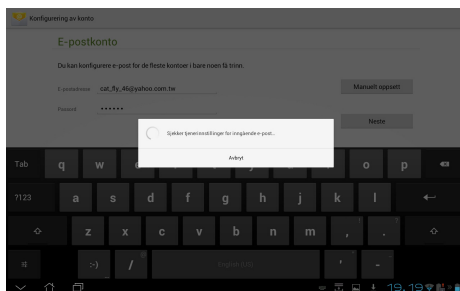 Konfigurering av konto
E-postkonto
Du kan konfigurere e-post for de fleste kontoer i bare noen få trinn.
E-postadresse cat_fly_46@yahoo.com.tw Manuelt oppsett
Passord ••••••
Neste
Sjekker tjenerinnstillinger for inngående e-post...
Avbryt
Tab q w o p
?123 a s d f g h j k l
z x c v b n m , .
:-) / ' -
19.19